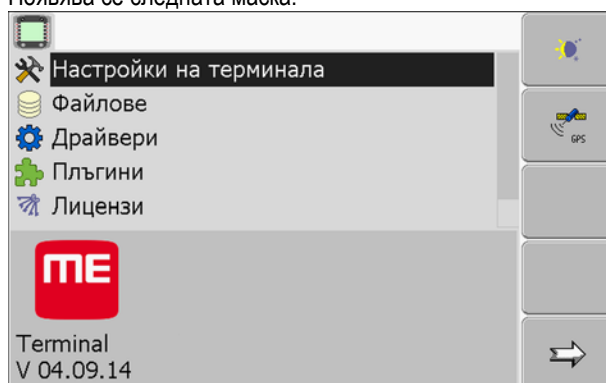 Появява се следната маска:
Настройки на терминала
Файлове
GPS
Драйвери
Плъгини
Лицензи
ME
Terminal
V 04.09.14